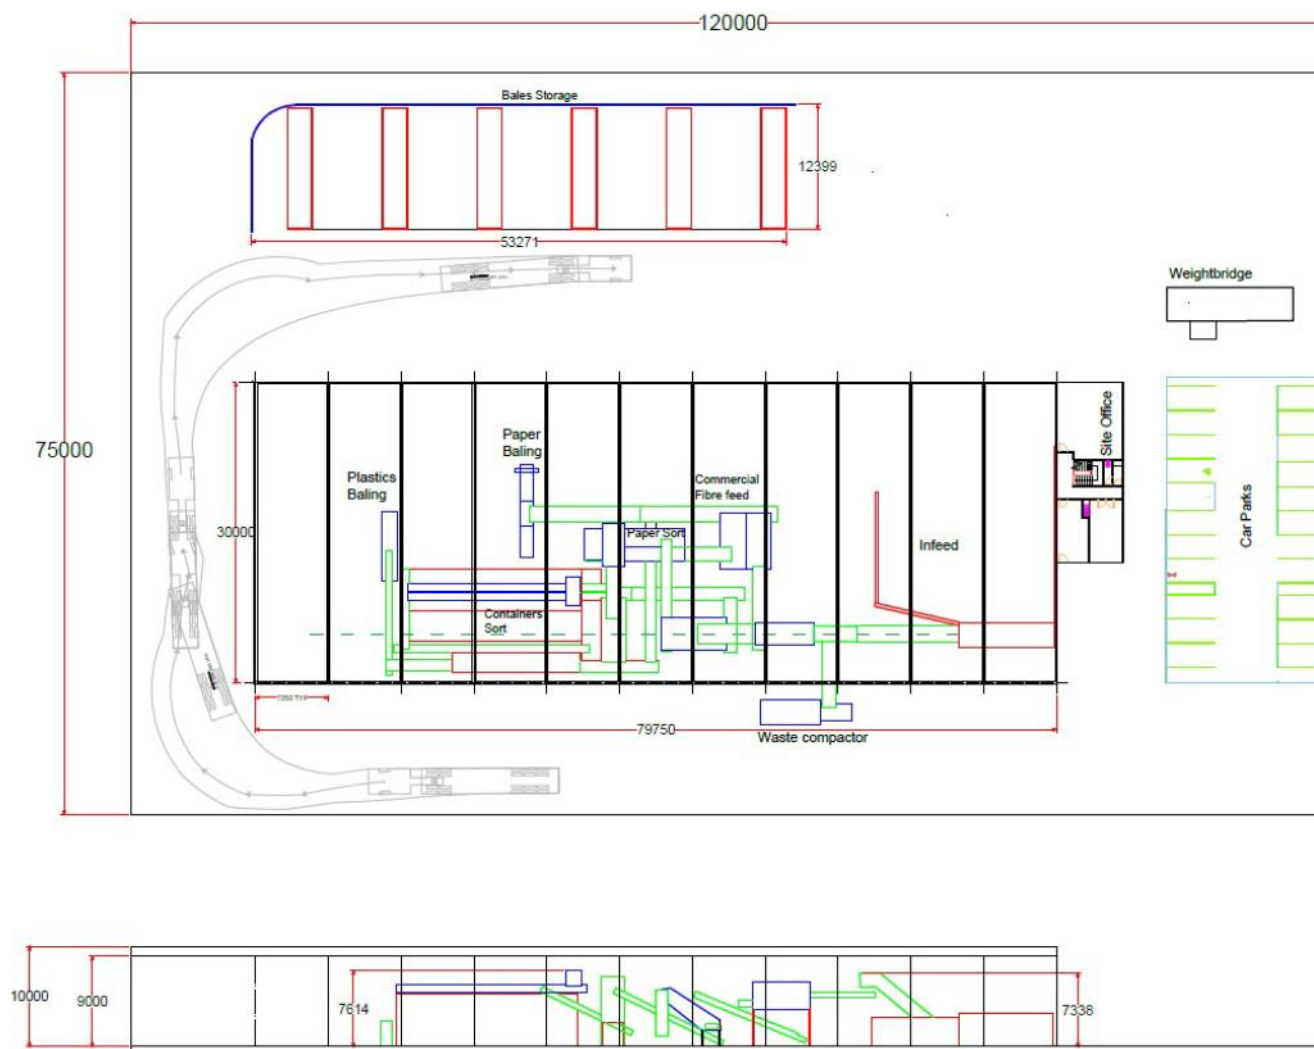 120000
Bales Storage
12399
53271
Weightbridge
75000
Paper
Baling
Plastics
Baling
Commercial
Fibre feed
Site Office
30000
Paper Sort
Infeed
Car Parks
Containers
Sort
79750
Waste compactor
10000
9000
7614
7338